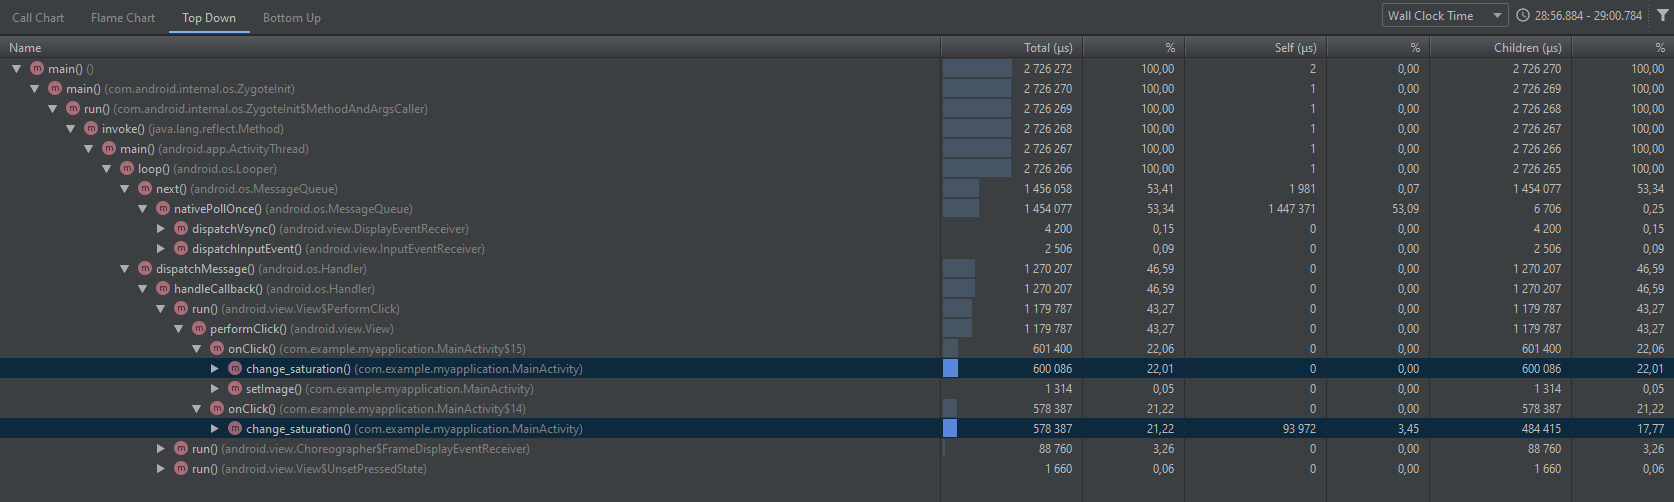 Call Chart Flame Chart Top Down Bottom Up Wall Clock Time 28:56.884 - 29:00.784
Name Total (µs) % Self (µs) % Children (µs) %
m main() () 2 726 272 100,00 2 0,00 2 726 270 100,00
m main() (com.android.internal.os.ZygoteInit) 2 726 270 100,00 1 0,00 2 726 269 100,00
m run() (com.android.internal.os.ZygoteInit$MethodAndArgsCaller) 2 726 269 100,00 1 0,00 2 726 268 100,00
m invoke() (java.lang.reflect.Method) 2 726 268 100,00 1 0,00 2 726 267 100,00
m main() (android.app.ActivityThread) 2 726 267 100,00 1 0,00 2 726 266 100,00
m loop() (android.os.Looper) 2 726 266 100,00 1 0,00 2 726 265 100,00
m next() (android.os.MessageQueue) 1 456 058 53,41 1 981 0,07 1 454 077 53,34
m nativePollOnce() (android.os.MessageQueue) 1 454 077 53,34 1 447 371 53,09 6 706 0,25
m dispatchVsync() (android.view.DisplayEventReceiver) 4 200 0,15 0 0,00 4 200 0,15
m dispatchInputEvent() (android.view.InputEventReceiver) 2 506 0,09 0 0,00 2 506 0,09
m dispatchMessage() (android.os.Handler) 1 270 207 46,59 0 0,00 1 270 207 46,59
m handleCallback() (android.os.Handler) 1 270 207 46,59 0 0,00 1 270 207 46,59
m run() (android.view.View$PerformClick) 1 179 787 43,27 0 0,00 1 179 787 43,27
m performClick() (android.view.View) 1 179 787 43,27 0 0,00 1 179 787 43,27
m onClick() (com.example.myapplication.MainActivity$15) 601 400 22,06 0 0,00 601 400 22,06
m change_saturation() (com.example.myapplication.MainActivity) 600 086 22,01 0 0,00 600 086 22,01
m setImage() (com.example.myapplication.MainActivity) 1 314 0,05 0 0,00 1 314 0,05
m onClick() (com.example.myapplication.MainActivity$14) 578 387 21,22 0 0,00 578 387 21,22
m change_saturation() (com.example.myapplication.MainActivity) 578 387 21,22 93 972 3,45 484 415 17,77
m run() (android.view.Choreographer$FrameDisplayEventReceiver) 88 760 3,26 0 0,00 88 760 3,26
m run() (android.view.View$UnsetPressedState) 1 660 0,06 0 0,00 1 660 0,06